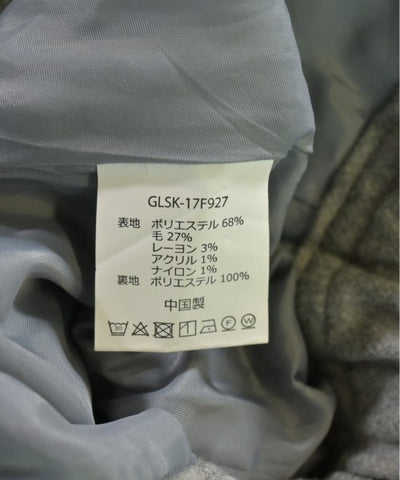 GLSK-17F927
表地 ポリエステル 68%
毛 27%
レーヨン 3%
アクリル 1%
ナイロン 1%
裏地 ポリエステル 100%
中国製
30 1 F W